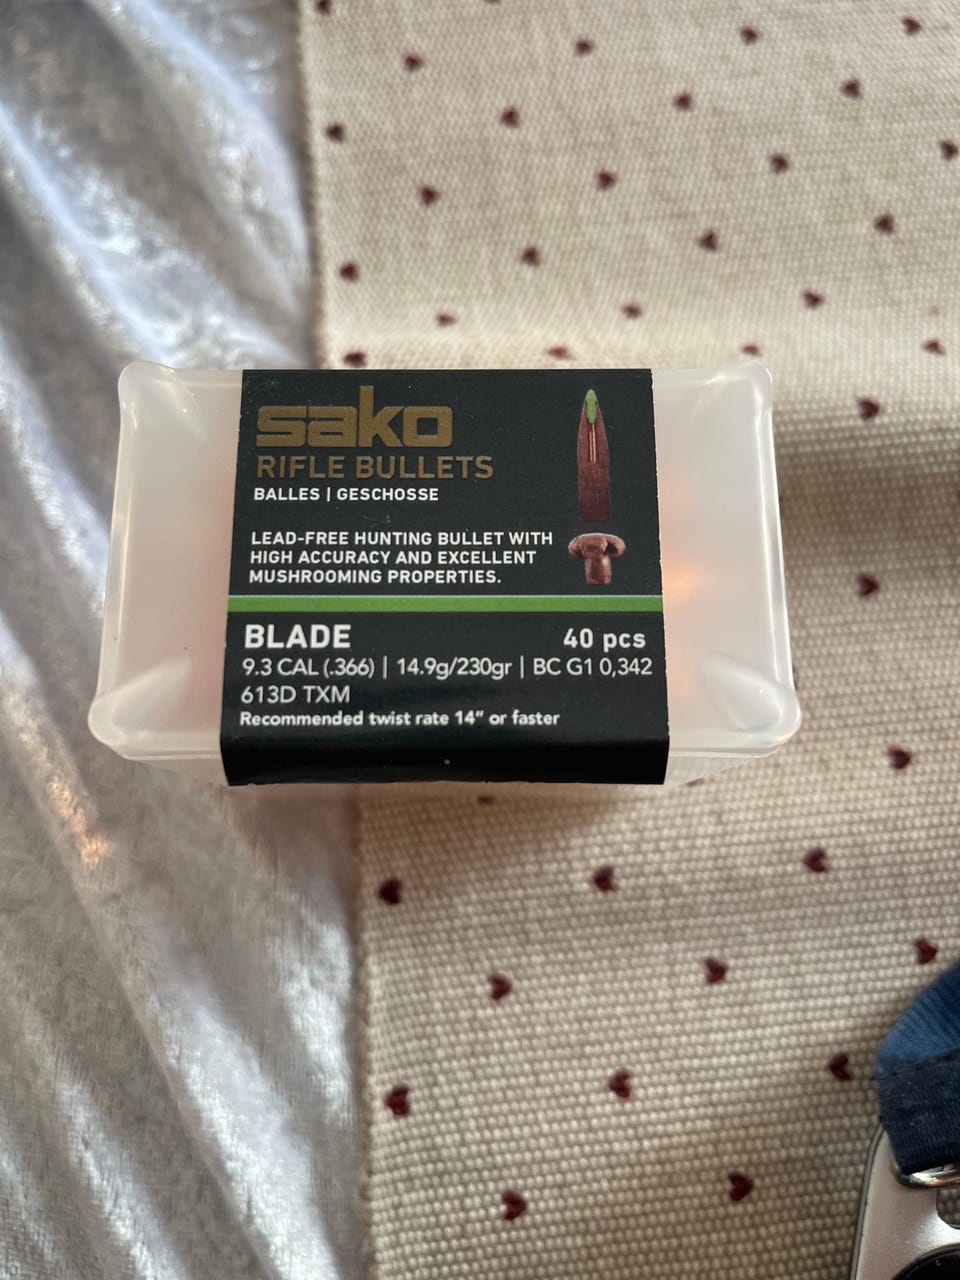 sako
RIFLE BULLETS
BALLES | GESCHOSSE
LEAD-FREE HUNTING BULLET WITH
HIGH ACCURACY AND EXCELLENT
MUSHROOMING PROPERTIES.
BLADE 40 pcs
9.3 CAL (.366) | 14.9g/230gr | BC G1 0,342
613D TXM
Recommended twist rate 14” or faster